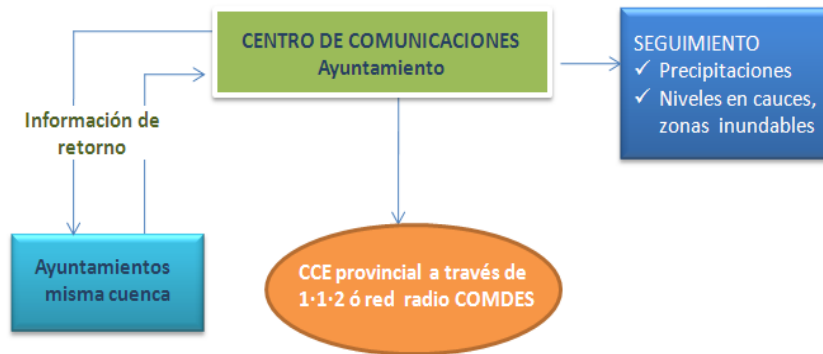 CENTRO DE COMUNICACIONES
Ayuntamiento
SEGUIMIENTO
✓ Precipitaciones
✓ Niveles en cauces,
zonas inundables
Información de
retorno
Ayuntamientos
misma cuenca
CCE provincial a través de
1·1·2 ó red radio COMDES